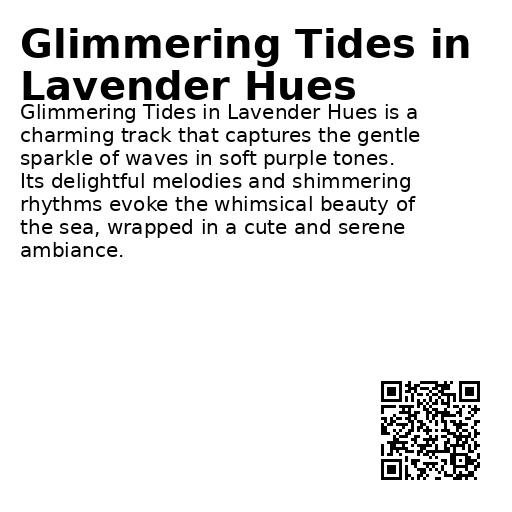 Glimmering Tides in
Lavender Hues
Glimmering Tides in Lavender Hues is a
charming track that captures the gentle
sparkle of waves in soft purple tones.
Its delightful melodies and shimmering
rhythms evoke the whimsical beauty of
the sea, wrapped in a cute and serene
ambiance.